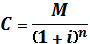 C = M / (1 + i)ⁿ